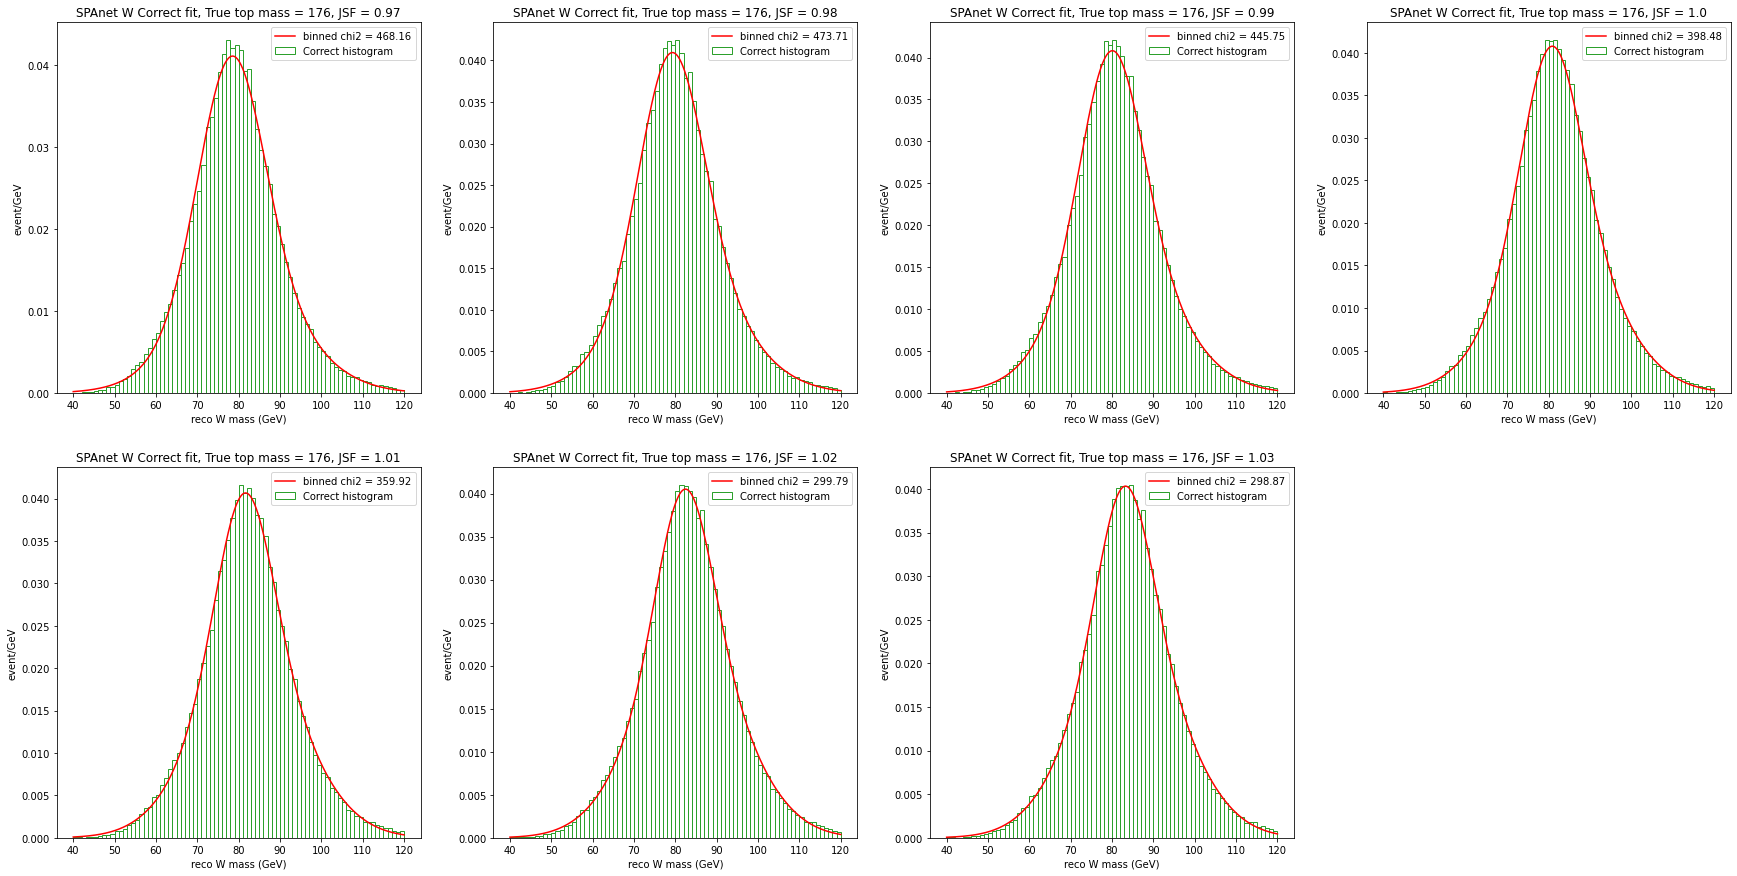 SPAnet W Correct fit, True top mass = 176, JSF = 0.97
binned chi2 = 468.16
Correct histogram
event/GeV
0.04
0.03
0.02
0.01
0.00
40 50 60 70 80 90 100 110 120
reco W mass (GeV)
SPAnet W Correct fit, True top mass = 176, JSF = 0.98
binned chi2 = 473.71
Correct histogram
event/GeV
0.040
0.035
0.030
0.025
0.020
0.015
0.010
0.005
0.000
40 50 60 70 80 90 100 110 120
reco W mass (GeV)
SPAnet W Correct fit, True top mass = 176, JSF = 0.99
binned chi2 = 445.75
Correct histogram
event/GeV
0.040
0.035
0.030
0.025
0.020
0.015
0.010
0.005
0.000
40 50 60 70 80 90 100 110 120
reco W mass (GeV)
SPAnet W Correct fit, True top mass = 176, JSF = 1.0
binned chi2 = 398.48
Correct histogram
event/GeV
0.040
0.035
0.030
0.025
0.020
0.015
0.010
0.005
0.000
40 50 60 70 80 90 100 110 120
reco W mass (GeV)
SPAnet W Correct fit, True top mass = 176, JSF = 1.01
binned chi2 = 359.92
Correct histogram
event/GeV
0.040
0.035
0.030
0.025
0.020
0.015
0.010
0.005
0.000
40 50 60 70 80 90 100 110 120
reco W mass (GeV)
SPAnet W Correct fit, True top mass = 176, JSF = 1.02
binned chi2 = 299.79
Correct histogram
event/GeV
0.040
0.035
0.030
0.025
0.020
0.015
0.010
0.005
0.000
40 50 60 70 80 90 100 110 120
reco W mass (GeV)
SPAnet W Correct fit, True top mass = 176, JSF = 1.03
binned chi2 = 298.87
Correct histogram
event/GeV
0.040
0.035
0.030
0.025
0.020
0.015
0.010
0.005
0.000
40 50 60 70 80 90 100 110 120
reco W mass (GeV)